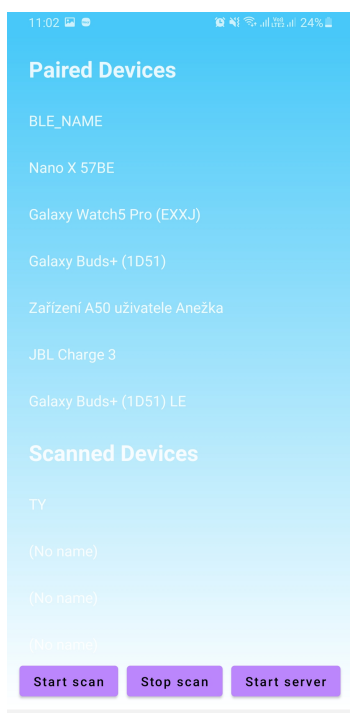 11:02 24%
Paired Devices
BLE_NAME
Nano X 57BE
Galaxy Watch5 Pro (EXXJ)
Galaxy Buds+ (1D51)
Zařízení A50 uživatele Anežka
JBL Charge 3
Galaxy Buds+ (1D51) LE
Scanned Devices
TY
(No name)
(No name)
(No name)
Start scan Stop scan Start server